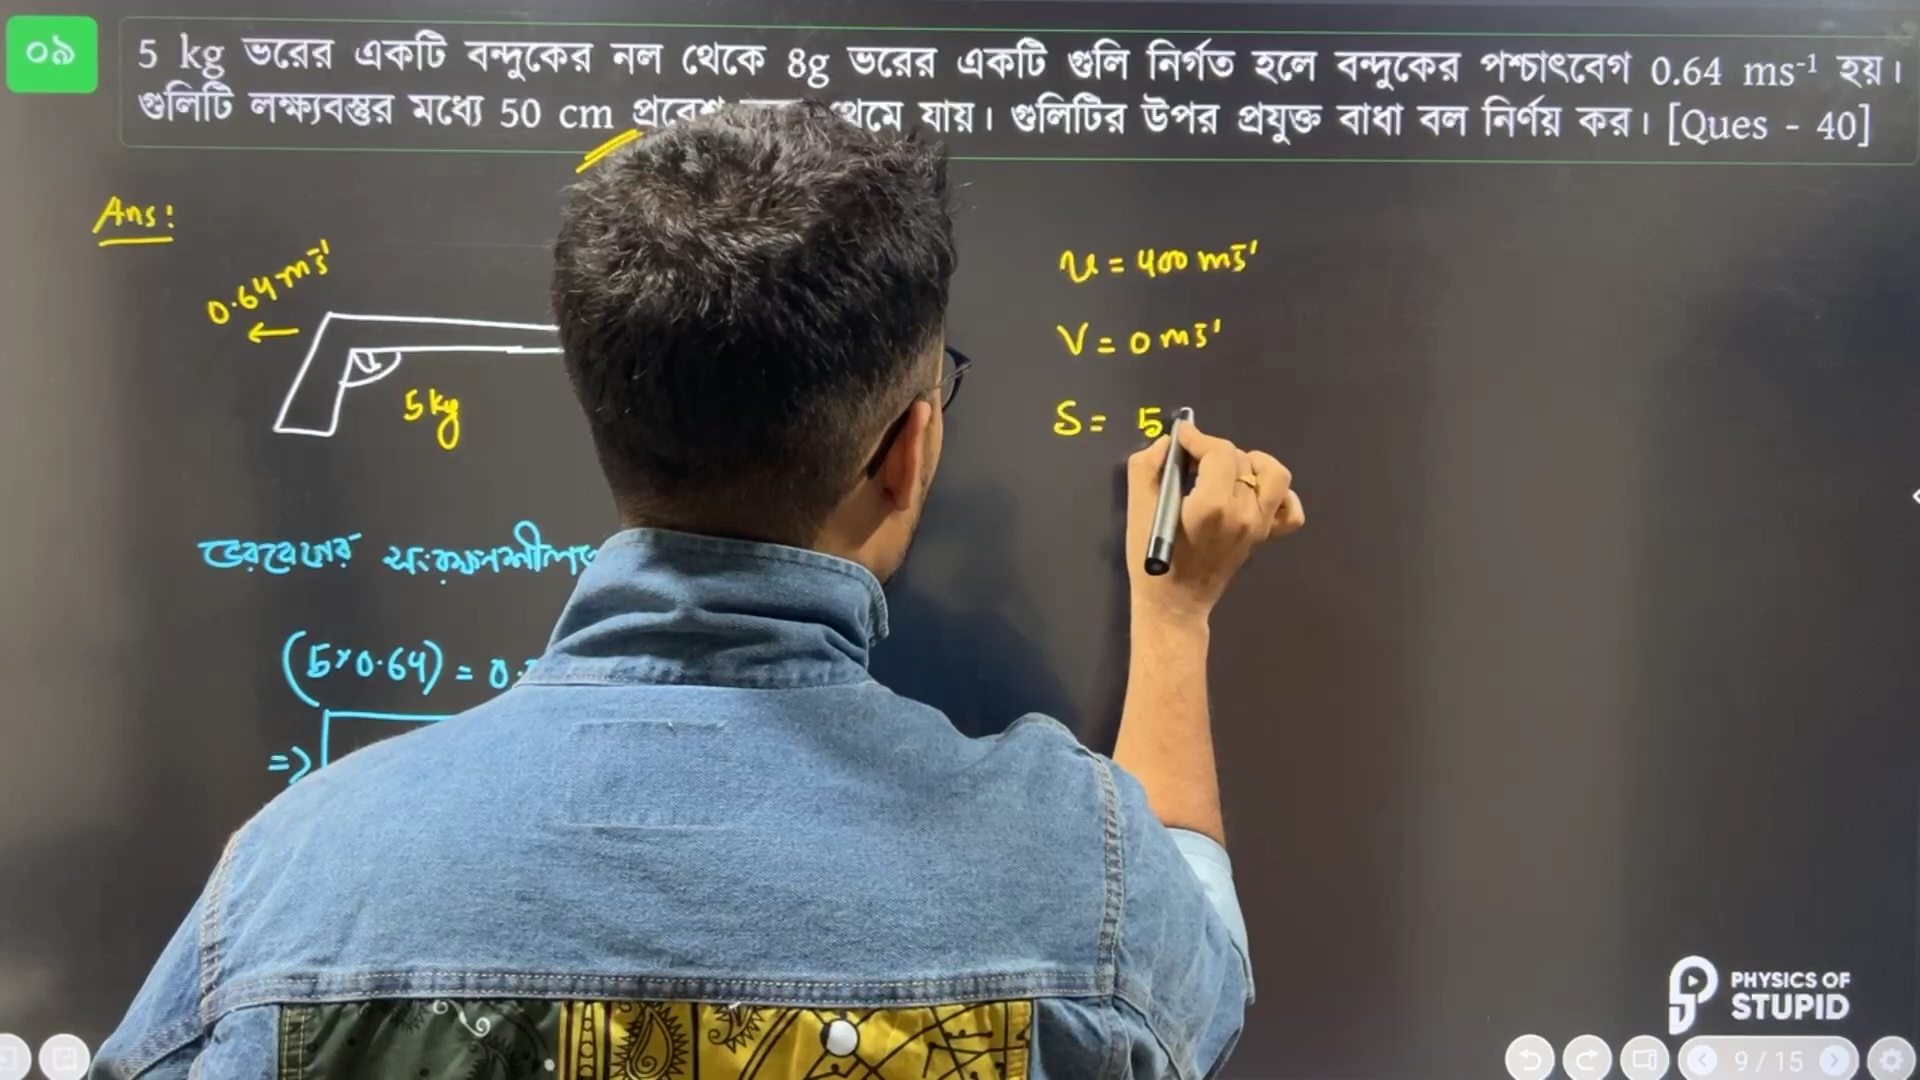 ০৯
5 kg ভরের একটি বন্দুকের নল থেকে 8g ভরের একটি গুলি নির্গত হলে বন্দুকের পশ্চাৎবেগ 0.64 ms⁻¹ হয়।
গুলিটি লক্ষ্যবস্তুর মধ্যে 50 cm প্রবেশ থেমে যায়। গুলিটির উপর প্রযুক্ত বাধা বল নির্ণয় কর। [Ques - 40]
Ans:
0.64 ms⁻¹
5 kg
u = 400 ms⁻¹
v = 0 ms⁻¹
S = 5
ভরবেগের
(5×0.64) = 0.
=>
PHYSICS OF
STUPID
9 / 15